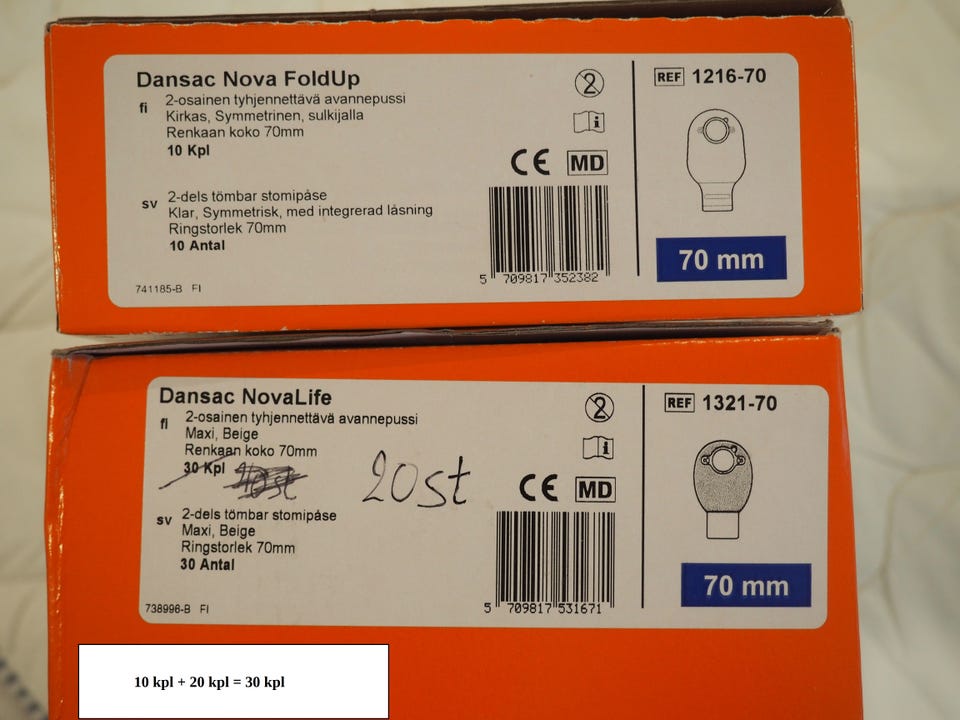 Dansac Nova FoldUp
fi
2-osainen tyhjennettävä avannepussi
Kirkas, Symmetrinen, sulkijalla
Renkaan koko 70mm
10 Kpl
sv
2-dels tömbar stomipåse
Klar, Symmetrisk, med integrerad låsning
Ringstorlek 70mm
10 Antal
741185-B FI
2
i
CE MD
5 709817 352382
REF 1216-70
70 mm
Dansac NovaLife
fi
2-osainen tyhjennettävä avannepussi
Maxi, Beige
Renkaan koko 70mm
30 Kpl
20st
sv
2-dels tömbar stomipåse
Maxi, Beige
Ringstorlek 70mm
30 Antal
738996-B FI
2
i
CE MD
5 709817 531671
REF 1321-70
70 mm
10 kpl + 20 kpl = 30 kpl